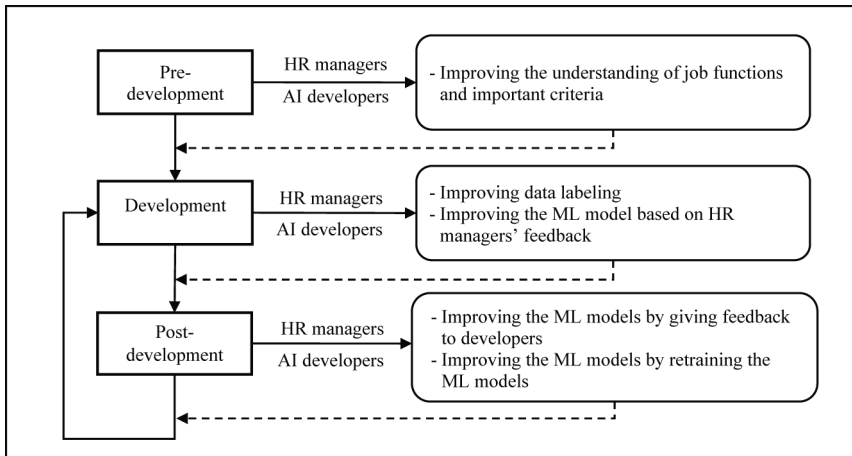 Pre-
development
HR managers
AI developers
- Improving the understanding of job functions
and important criteria
Development
HR managers
AI developers
- Improving data labeling
- Improving the ML model based on HR
managers’ feedback
Post-
development
HR managers
AI developers
- Improving the ML models by giving feedback
to developers
- Improving the ML models by retraining the
ML models